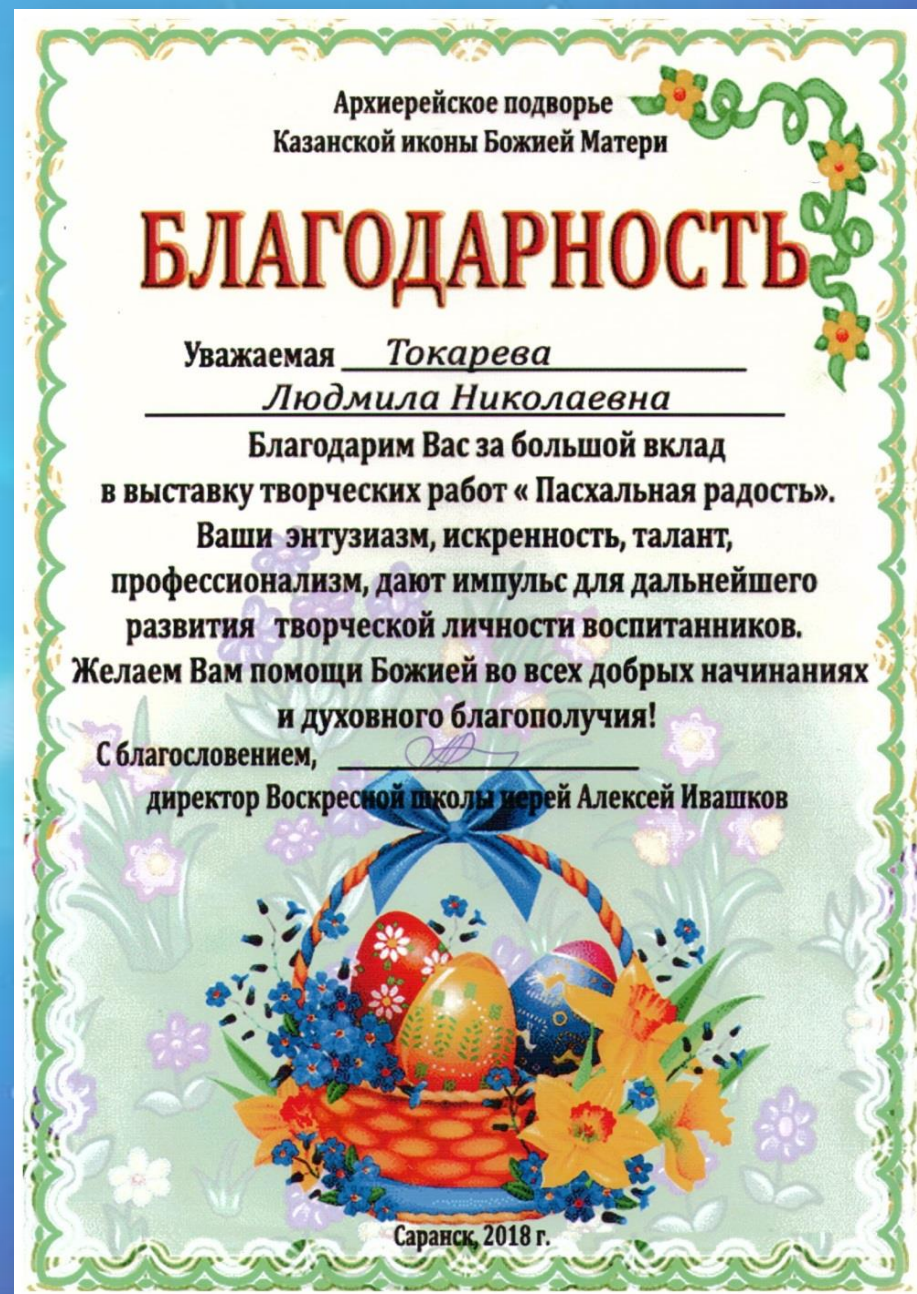 Архиерейское подворье
Казанской иконы Божией Матери
БЛАГОДАРНОСТЬ
Уважаемая Токарева
Людмила Николаевна
Благодарим Вас за большой вклад
в выставку творческих работ « Пасхальная радость».
Ваши энтузиазм, искренность, талант,
профессионализм, дают импульс для дальнейшего
развития творческой личности воспитанников.
Желаем Вам помощи Божией во всех добрых начинаниях
и духовного благополучия!
С благословением,
директор Воскресной школы иерей Алексей Ивашков
Саранск, 2018 г.